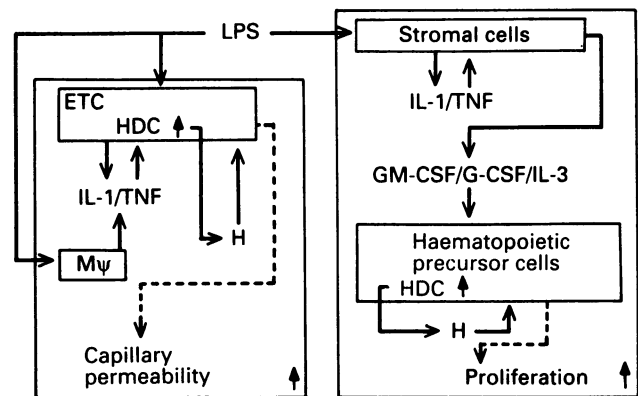 LPS
ETC
HDC
IL-1/TNF
H
Mψ
Capillary
permeability
Stromal cells
IL-1/TNF
GM-CSF/G-CSF/IL-3
Haematopoietic
precursor cells
HDC
H
Proliferation